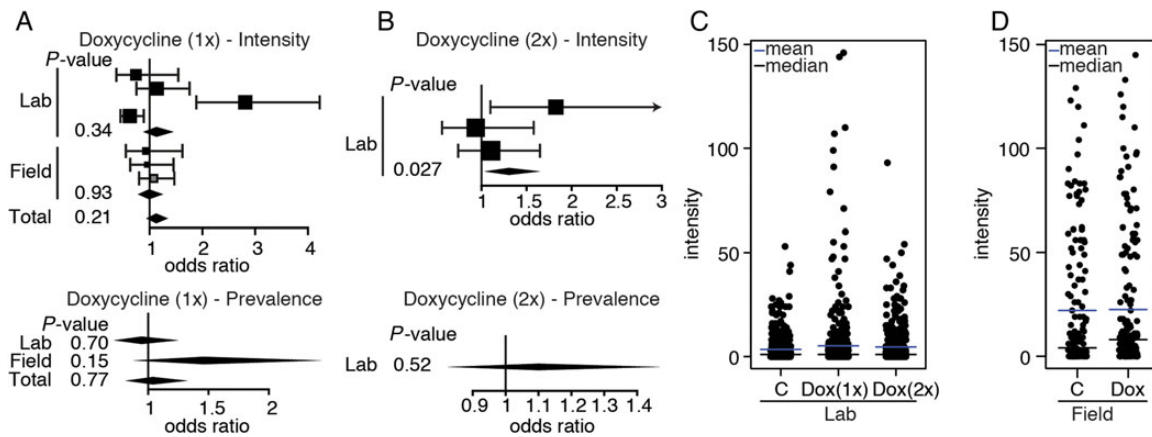 A
Doxycycline (1x) - Intensity
P-value
Lab
0.34
Field
0.93
Total 0.21
1 2 3 4
odds ratio
Doxycycline (1x) - Prevalence
P-value
Lab 0.70
Field 0.15
Total 0.77
1 1.5 2
odds ratio
B
Doxycycline (2x) - Intensity
P-value
Lab
0.027
1 1.5 2 2.5 3
odds ratio
Doxycycline (2x) - Prevalence
P-value
Lab 0.52
0.9 1 1.1 1.2 1.3 1.4
odds ratio
C
150
mean
median
100
intensity
50
0
C Dox(1x) Dox(2x)
Lab
D
150
mean
median
100
intensity
50
0
C Dox
Field